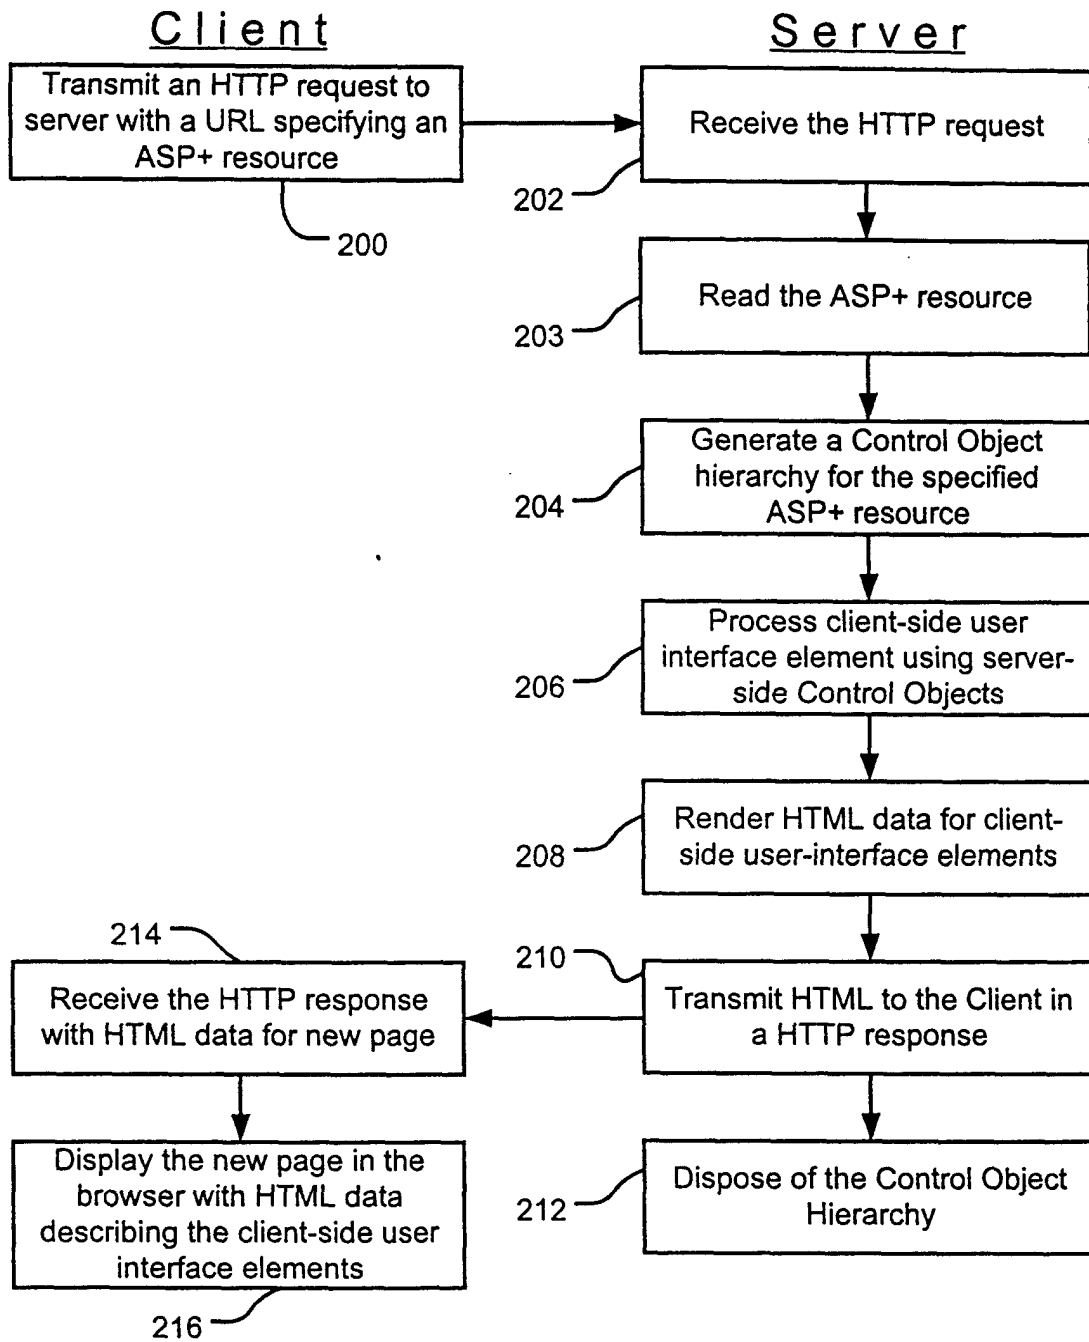 Client
Server
Transmit an HTTP request to
server with a URL specifying an
ASP+ resource
200
Receive the HTTP request
202
Read the ASP+ resource
203
Generate a Control Object
hierarchy for the specified
ASP+ resource
204
Process client-side user
interface element using server-
side Control Objects
206
Render HTML data for client-
side user-interface elements
208
Transmit HTML to the Client in
a HTTP response
210
214
Receive the HTTP response
with HTML data for new page
Display the new page in the
browser with HTML data
describing the client-side user
interface elements
216
Dispose of the Control Object
Hierarchy
212